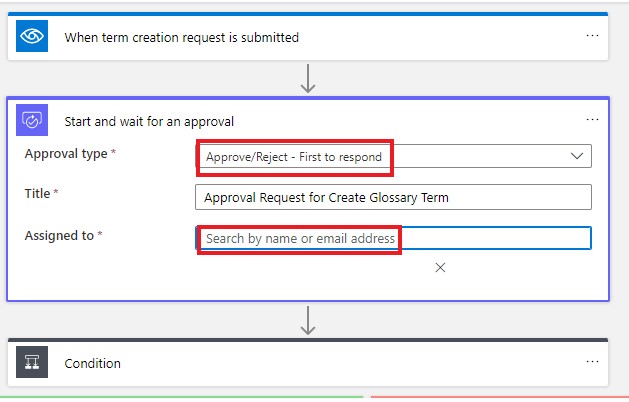 When term creation request is submitted
...
Start and wait for an approval
...
Approval type *
Approve/Reject - First to respond
Title *
Approval Request for Create Glossary Term
Assigned to *
Search by name or email address
Condition
...